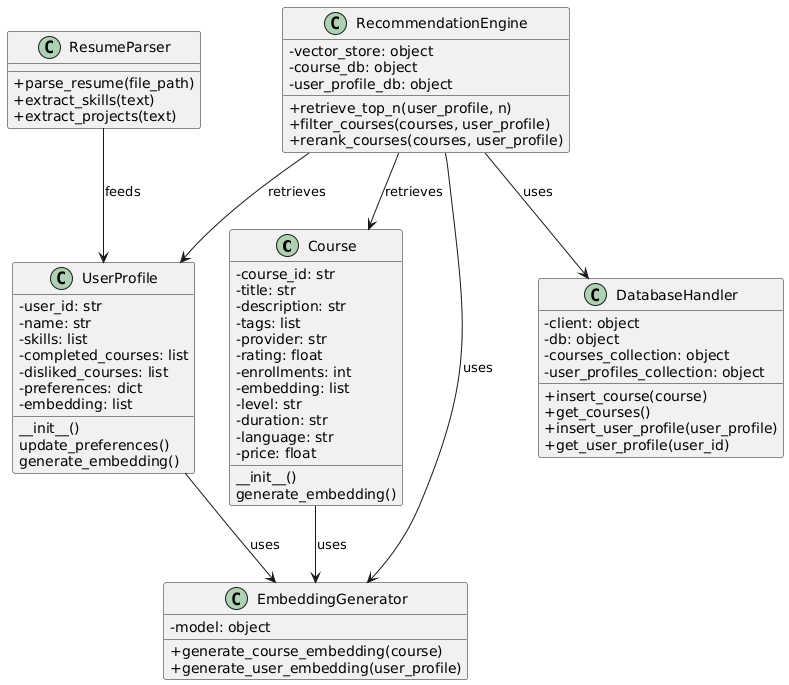 C ResumeParser
+parse_resume(file_path)
+extract_skills(text)
+extract_projects(text)
C RecommendationEngine
-vector_store: object
-course_db: object
-user_profile_db: object
+retrieve_top_n(user_profile, n)
+filter_courses(courses, user_profile)
+rerank_courses(courses, user_profile)
feeds
retrieves
retrieves
uses
uses
C UserProfile
-user_id: str
-name: str
-skills: list
-completed_courses: list
-disliked_courses: list
-preferences: dict
-embedding: list
__init__()
update_preferences()
generate_embedding()
C Course
-course_id: str
-title: str
-description: str
-tags: list
-provider: str
-rating: float
-enrollments: int
-embedding: list
-level: str
-duration: str
-language: str
-price: float
__init__()
generate_embedding()
C DatabaseHandler
-client: object
-db: object
-courses_collection: object
-user_profiles_collection: object
+insert_course(course)
+get_courses()
+insert_user_profile(user_profile)
+get_user_profile(user_id)
uses
uses
C EmbeddingGenerator
-model: object
+generate_course_embedding(course)
+generate_user_embedding(user_profile)